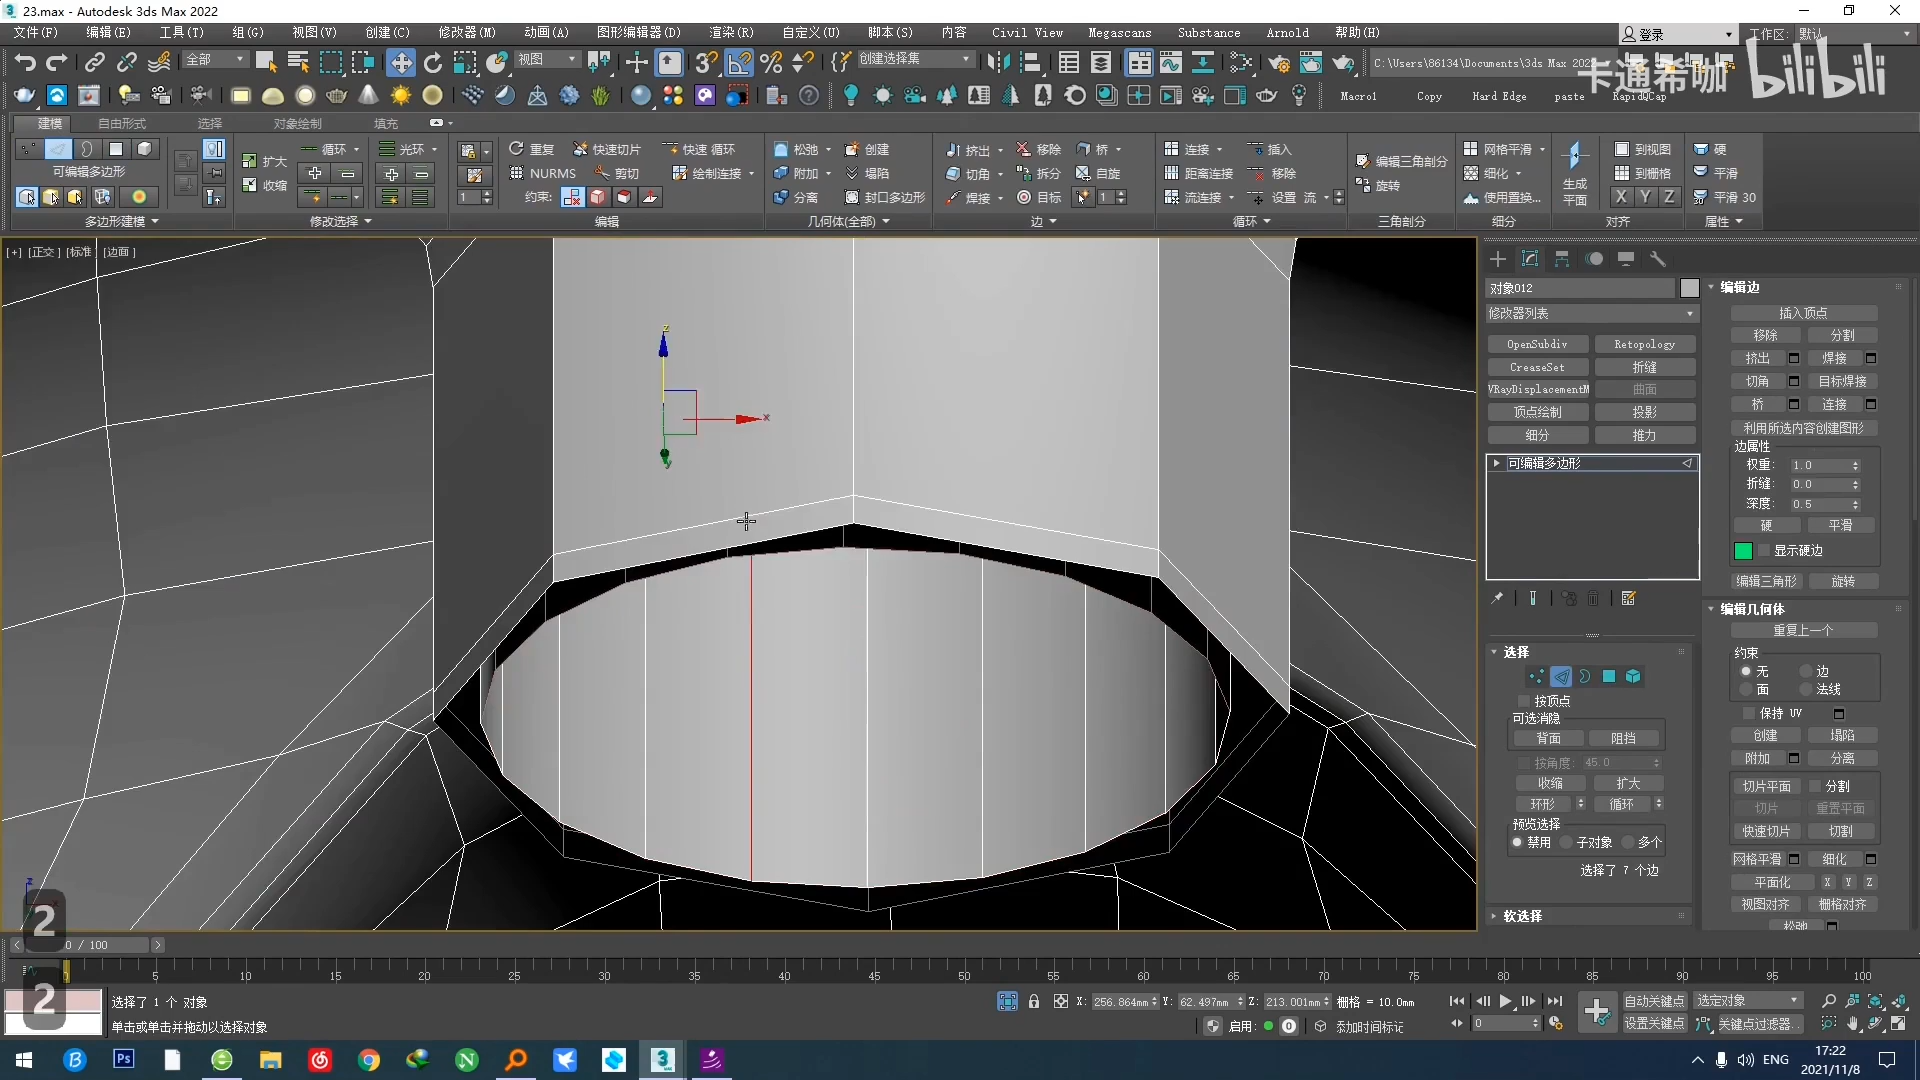 23.max - Autodesk 3ds Max 2022
文件(F) 编辑(E) 工具(T) 组(G) 视图(V) 创建(C) 修改器(M) 动画(A) 图形编辑器(D) 渲染(R) 自定义(U) 脚本(S) 内容 Civil View Megascans Substance Arnold 帮助(H) 登录 工作区: 默认
全部 视图 创建选择集 C:\Users\86134\Documents\3ds Max 2022
卡通希咖 bilibili
Macro1 Copy Hard Edge paste RapidQCap
建模 自由形式 选择 对象绘制 填充
扩大 循环 光环 重复 快速切片 快速 循环 松弛 创建 挤出 移除 桥 连接 插入 编辑三角剖分 网格平滑 到视图 硬
可编辑多边形 收缩 NURMS 剪切 绘制连接 附加 塌陷 切角 拆分 自旋 距离连接 移除 旋转 细化 生成平面 到栅格 平滑
1 约束: 分离 封口多边形 焊接 目标 1 流连接 设置 流 使用置换... X Y Z 平滑 30
多边形建模 修改选择 编辑 几何体(全部) 边 循环 三角剖分 细分 对齐 属性
[+] [正交] [标准] [边面]
z
x
y
对象012
修改器列表
OpenSubdiv Retopology
CreaseSet 折缝
VRayDisplacementM 曲面
顶点绘制 投影
细分 推力
可编辑多边形
选择
按顶点
可选消隐
背面 阻挡
按角度: 45.0
收缩 扩大
环形 循环
预览选择
禁用 子对象 多个
选择了 7 个边
软选择
编辑边
插入顶点
移除 分割
挤出 焊接
切角 目标焊接
桥 连接
利用所选内容创建图形
边属性
权重: 1.0
折缝: 0.0
深度: 0.5
硬 平滑
显示硬边
编辑三角形 旋转
编辑几何体
重复上一个
约束
无 边
面 法线
保持 UV
创建 塌陷
附加 分离
切片平面 分割
切片 重置平面
快速切片 切割
网格平滑 细化
平面化 X Y Z
视图对齐 栅格对齐
松弛
z
2
0 / 100
0 5 10 15 20 25 30 35 40 45 50 55 60 65 70 75 80 85 90 95 100
2
选择了 1 个 对象 X: 256.864mm Y: 62.497mm Z: 213.001mm 栅格 = 10.0mm 自动关键点 选定对象
单击或单击并拖动以选择对象 启用: 添加时间标记 0 设置关键点 关键点过滤器...
ENG 17:22
2021/11/8